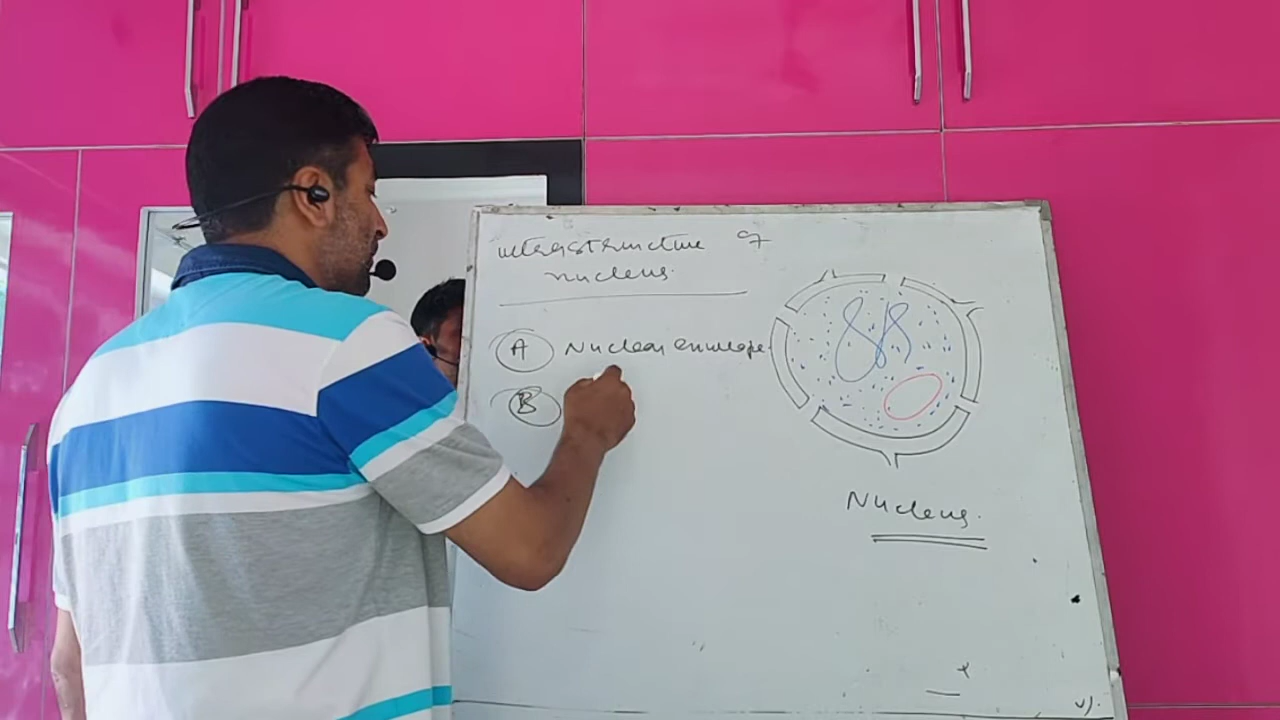 ultrastructure of
nucleus.
A Nuclear envelope.
B
Nucleus.